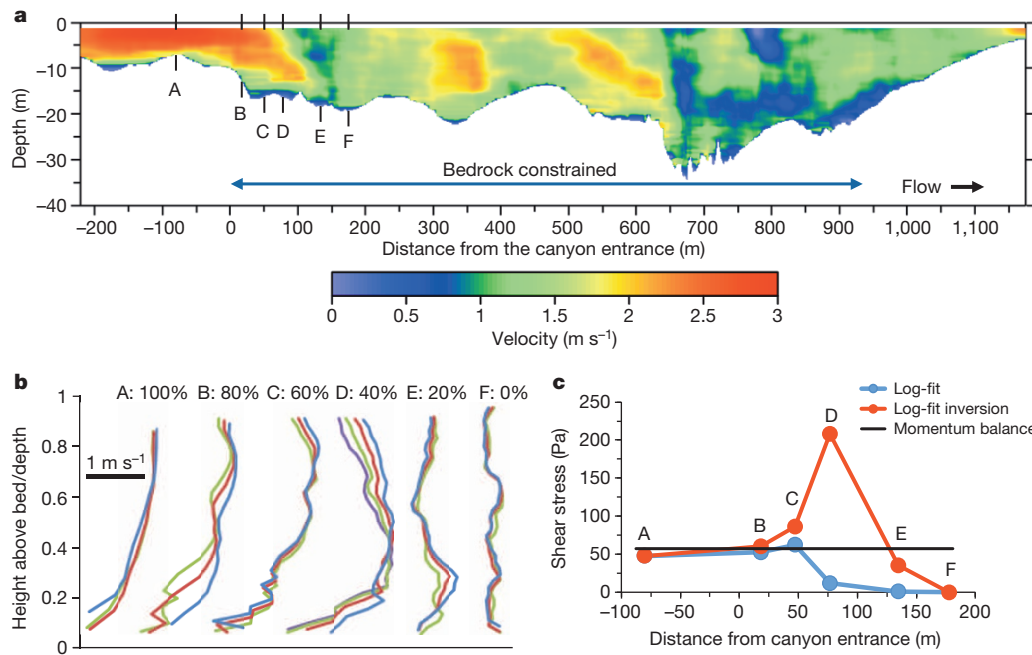 a
0
−10
−20
−30
−40
Depth (m)
A
B
C
D
E
F
Bedrock constrained
Flow
−200 −100 0 100 200 300 400 500 600 700 800 900 1,000 1,100
Distance from the canyon entrance (m)
0 0.5 1 1.5 2 2.5 3
Velocity (m s⁻¹)
b
A: 100% B: 80% C: 60% D: 40% E: 20% F: 0%
1 m s⁻¹
1
0.8
0.6
0.4
0.2
0
Height above bed/depth
c
Log-fit
Log-fit inversion
Momentum balance
250
200
150
100
50
0
Shear stress (Pa)
A
B
C
D
E
F
−100 −50 0 50 100 150 200
Distance from canyon entrance (m)